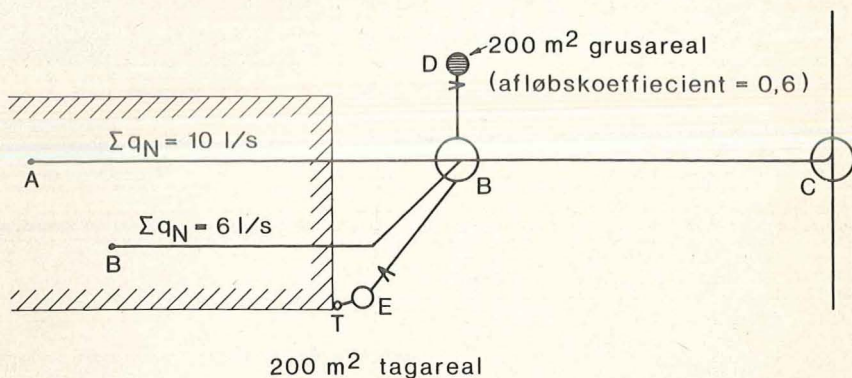 200 m² grusareal
D
(afløbskoeffiecient = 0,6)
Σq_N = 10 l/s
A
B
C
Σq_N = 6 l/s
B
E
T
200 m² tagareal